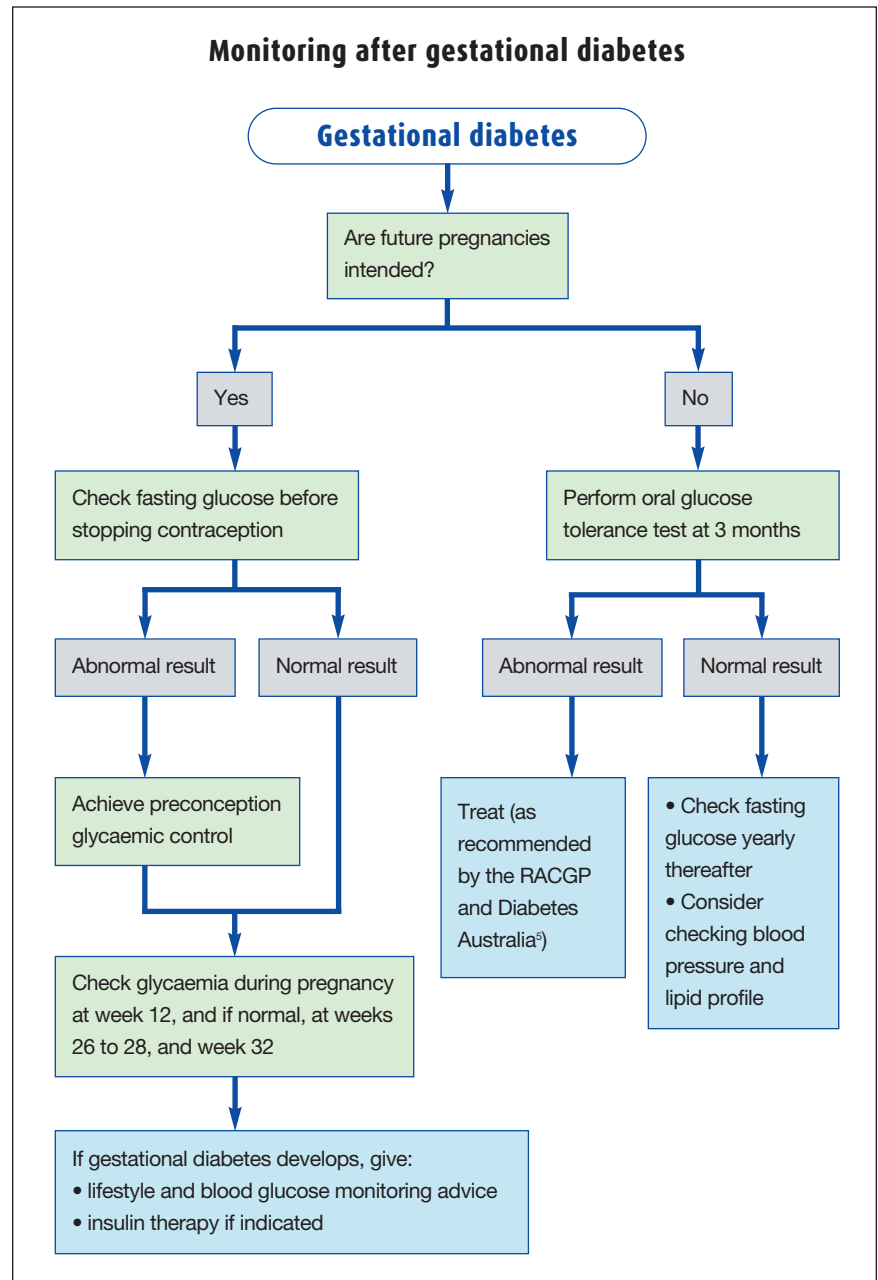 Monitoring after gestational diabetes
Gestational diabetes
Are future pregnancies
intended?
Yes
No
Check fasting glucose before
stopping contraception
Perform oral glucose
tolerance test at 3 months
Abnormal result
Normal result
Abnormal result
Normal result
Achieve preconception
glycaemic control
Treat (as
recommended
by the RACGP
and Diabetes
Australia⁵)
• Check fasting
glucose yearly
thereafter
• Consider
checking blood
pressure and
lipid profile
Check glycaemia during pregnancy
at week 12, and if normal, at weeks
26 to 28, and week 32
If gestational diabetes develops, give:
• lifestyle and blood glucose monitoring advice
• insulin therapy if indicated